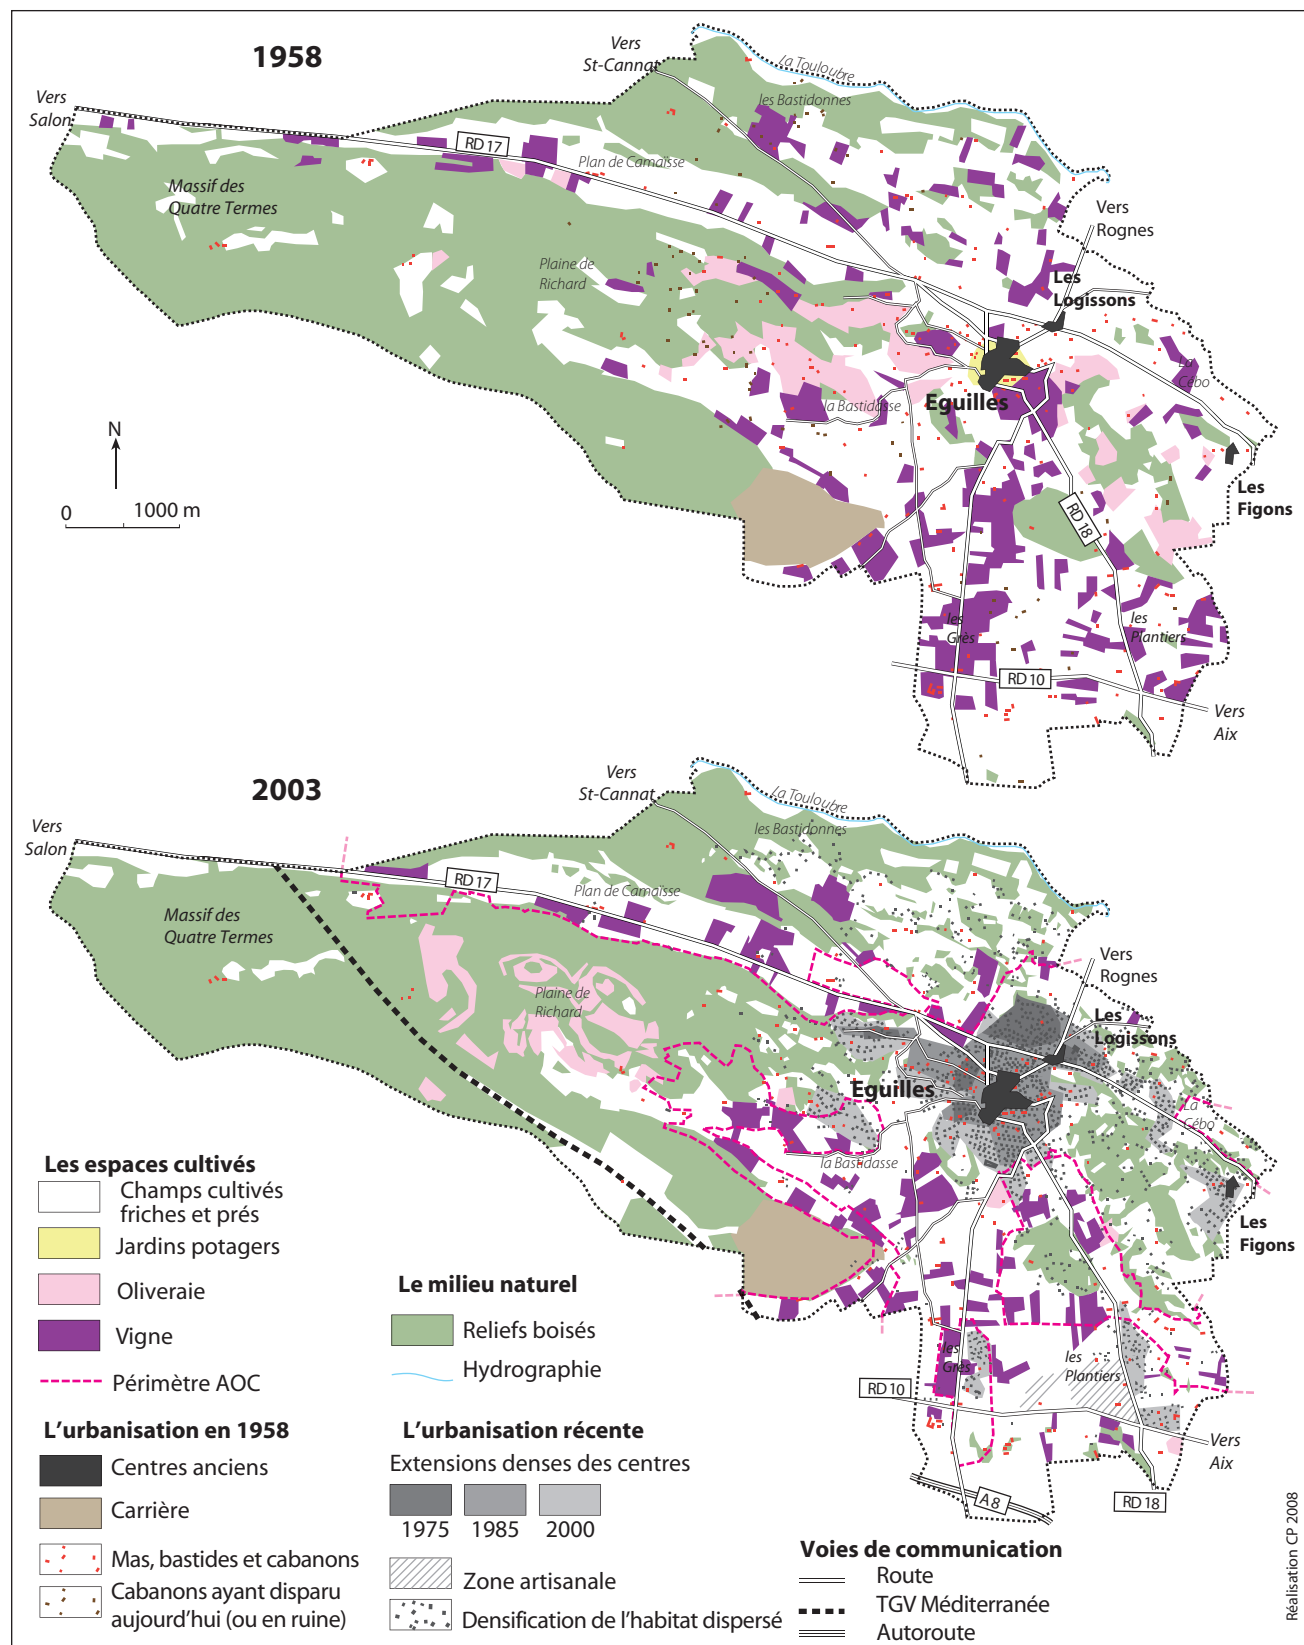 1958
Vers
St-Cannat
La Touloubre
les Bastidonnes
Vers
Salon
RD 17
Plan de Camaïsse
Massif des
Quatre Termes
Vers
Rognes
Plaine de
Richard
Les
Logissons
La
Cébo
la Bastidasse
Eguilles
N
0 1000 m
RD 18
Les
Figons
les
Grès
les
Plantiers
RD 10
Vers
Aix
2003
Vers
St-Cannat
La Touloubre
les Bastidonnes
Vers
Salon
RD 17
Plan de Camaïsse
Massif des
Quatre Termes
Vers
Rognes
Plaine de
Richard
Les
Logissons
Eguilles
La
Cébo
la Bastidasse
Les
Figons
les
Grès
les
Plantiers
RD 10
Vers
Aix
A 8
RD 18
Les espaces cultivés
Champs cultivés
friches et prés
Jardins potagers
Oliveraie
Vigne
Périmètre AOC
Le milieu naturel
Reliefs boisés
Hydrographie
L'urbanisation en 1958
Centres anciens
Carrière
Mas, bastides et cabanons
Cabanons ayant disparu
aujourd'hui (ou en ruine)
L'urbanisation récente
Extensions denses des centres
1975 1985 2000
Zone artisanale
Densification de l'habitat dispersé
Voies de communication
Route
TGV Méditerranée
Autoroute
Réalisation CP 2008